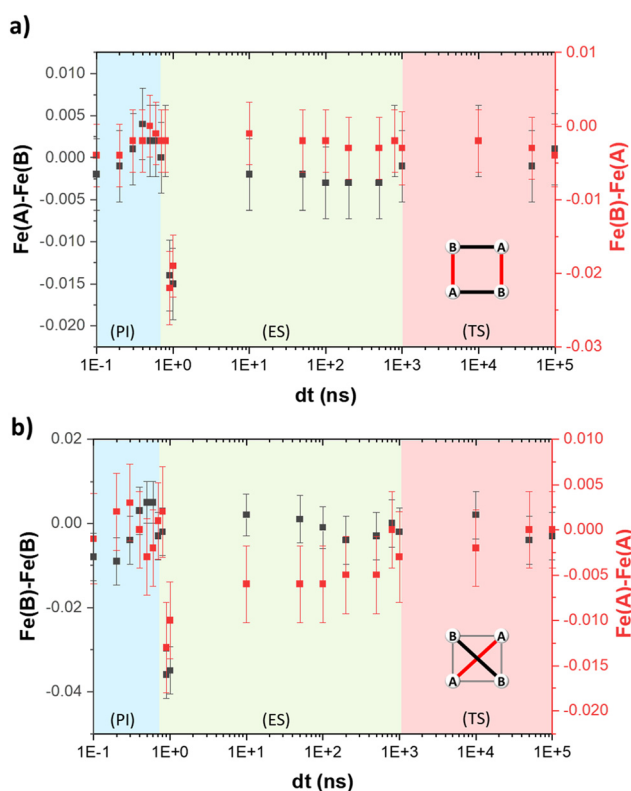 a)
0.010
0.005
0.000
-0.005
-0.010
-0.015
-0.020
Fe(A)-Fe(B)
0.01
0.00
-0.01
-0.02
-0.03
Fe(B)-Fe(A)
B A
A B
(PI) (ES) (TS)
1E-1 1E+0 1E+1 1E+2 1E+3 1E+4 1E+5
dt (ns)
b)
0.02
0.00
-0.02
-0.04
Fe(B)-Fe(B)
0.010
0.005
0.000
-0.005
-0.010
-0.015
-0.020
Fe(A)-Fe(A)
B A
A B
(PI) (ES) (TS)
1E-1 1E+0 1E+1 1E+2 1E+3 1E+4 1E+5
dt (ns)